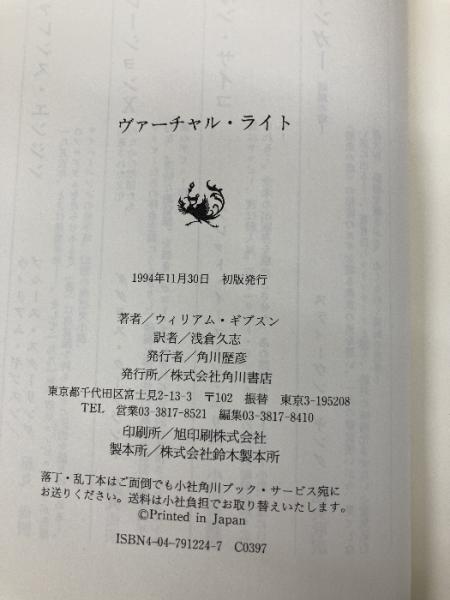 ヴァーチャル・ライト
1994年11月30日　初版発行
著者／ウィリアム・ギブスン
訳者／浅倉久志
発行者／角川歴彦
発行所／株式会社角川書店
東京都千代田区富士見2-13-3　〒102　振替　東京3-195208
TEL　営業03-3817-8521　編集03-3817-8410
印刷所／旭印刷株式会社
製本所／株式会社鈴木製本所
落丁・乱丁本はご面倒でも小社角川ブック・サービス宛に
お送りください。送料は小社負担でお取り替えいたします。
©Printed in Japan
ISBN4-04-791224-7　C0397